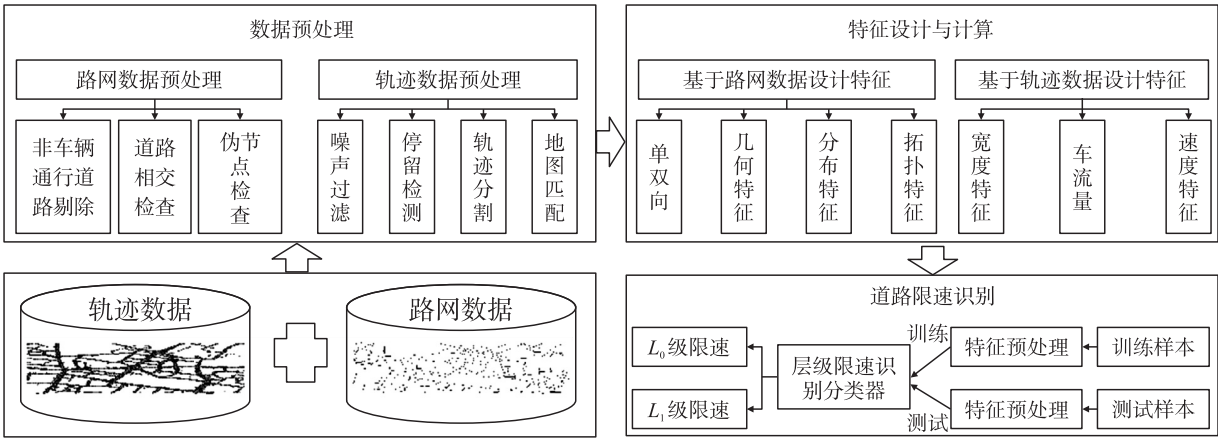 数据预处理
路网数据预处理
轨迹数据预处理
非车辆
通行道
路剔除
道路
相交
检查
伪节
点
检
查
噪声过滤
停留检测
轨迹分割
地图匹配
特征设计与计算
基于路网数据设计特征
基于轨迹数据设计特征
单双向
几何特征
分布特征
拓扑特征
宽度特征
车流量
速度特征
轨迹数据
路网数据
道路限速识别
L0级限速
L1级限速
层级限速识
别分类器
训练
测试
特征预处理
训练样本
特征预处理
测试样本